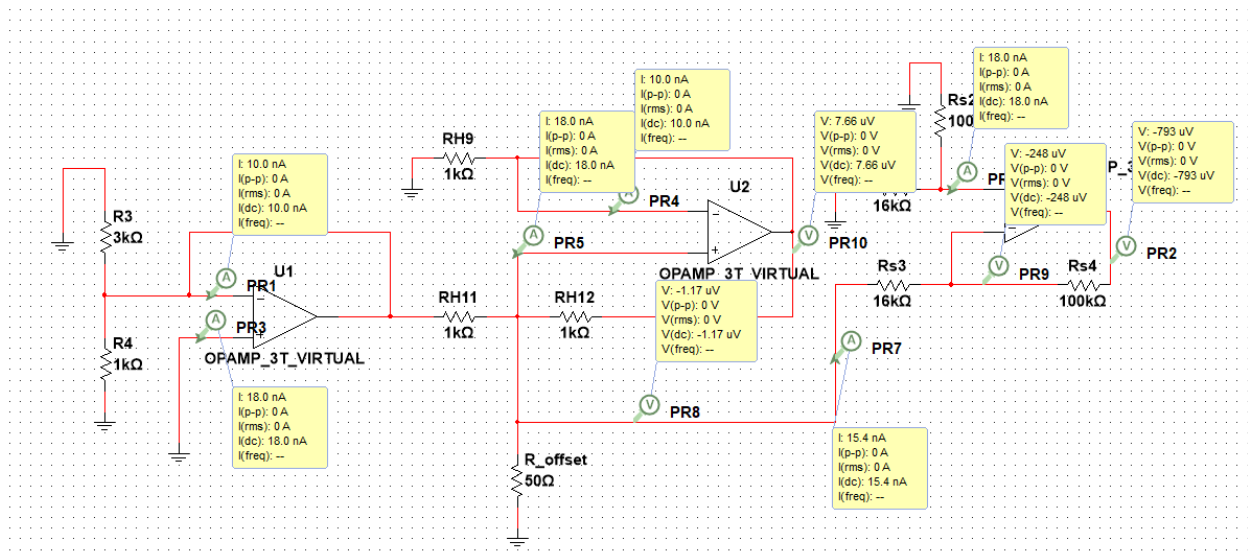 I: 18.0 nA
I(p-p): 0 A
I(rms): 0 A
I(dc): 18.0 nA
I(freq): --
I: 10.0 nA
I(p-p): 0 A
I(rms): 0 A
I(dc): 10.0 nA
I(freq): --
I: 18.0 nA
I(p-p): 0 A
I(rms): 0 A
I(dc): 18.0 nA
I(freq): --
V: 7.66 uV
V(p-p): 0 V
V(rms): 0 V
V(dc): 7.66 uV
V(freq): --
V: -793 uV
V(p-p): 0 V
V(rms): 0 V
V(dc): -793 uV
V(freq): --
V: -248 uV
V(p-p): 0 V
V(rms): 0 V
V(dc): -248 uV
V(freq): --
I: 10.0 nA
I(p-p): 0 A
I(rms): 0 A
I(dc): 10.0 nA
I(freq): --
RH9
1kΩ
R3
3kΩ
PR4
U2
PR5
PR10
16kΩ
OPAMP_3T_VIRTUAL
PR2
U1
PR1
PR3
OPAMP_3T_VIRTUAL
RH11
1kΩ
RH12
1kΩ
Rs3
16kΩ
PR9
Rs4
100kΩ
R4
1kΩ
V: -1.17 uV
V(p-p): 0 V
V(rms): 0 V
V(dc): -1.17 uV
V(freq): --
PR7
PR8
I: 18.0 nA
I(p-p): 0 A
I(rms): 0 A
I(dc): 18.0 nA
I(freq): --
I: 15.4 nA
I(p-p): 0 A
I(rms): 0 A
I(dc): 15.4 nA
I(freq): --
R_offset
50Ω